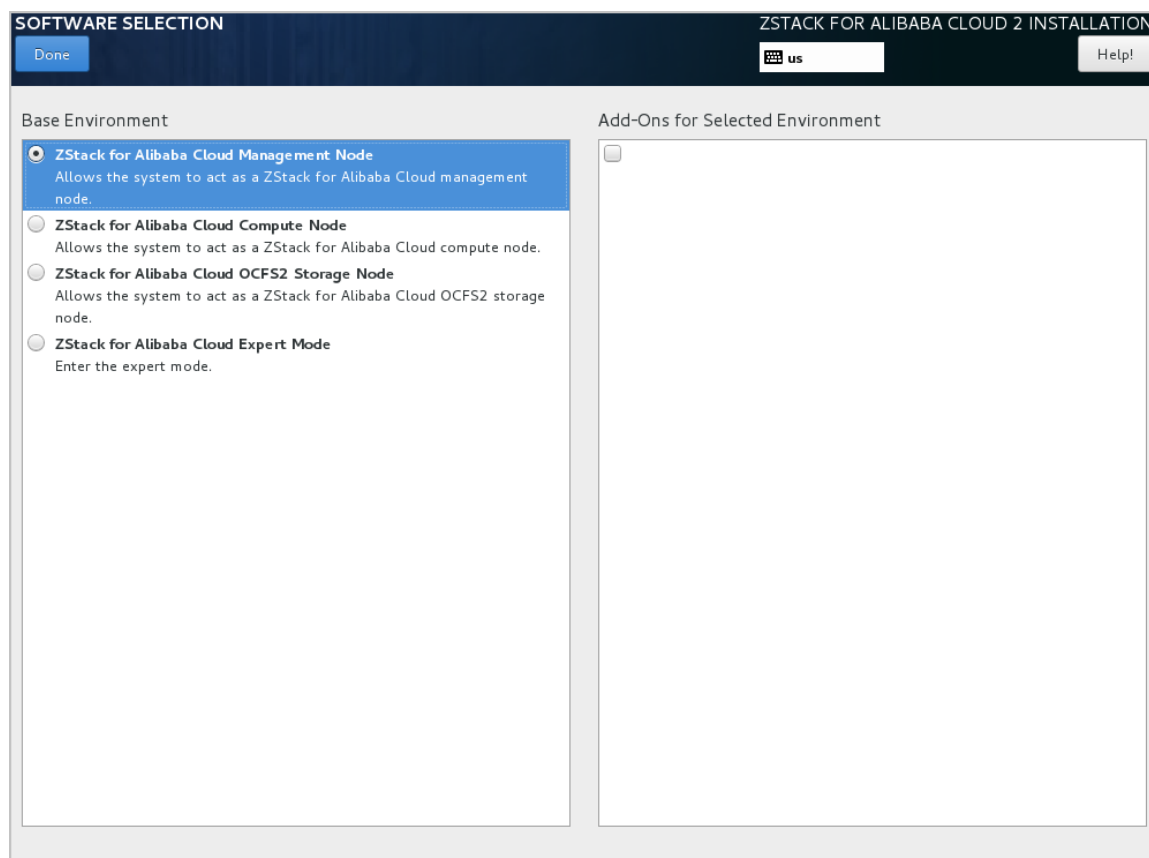 SOFTWARE SELECTION
ZSTACK FOR ALIBABA CLOUD 2 INSTALLATION
Done
us
Help!
Base Environment
ZStack for Alibaba Cloud Management Node
Allows the system to act as a ZStack for Alibaba Cloud management
node.
ZStack for Alibaba Cloud Compute Node
Allows the system to act as a ZStack for Alibaba Cloud compute node.
ZStack for Alibaba Cloud OCFS2 Storage Node
Allows the system to act as a ZStack for Alibaba Cloud OCFS2 storage
node.
ZStack for Alibaba Cloud Expert Mode
Enter the expert mode.
Add-Ons for Selected Environment